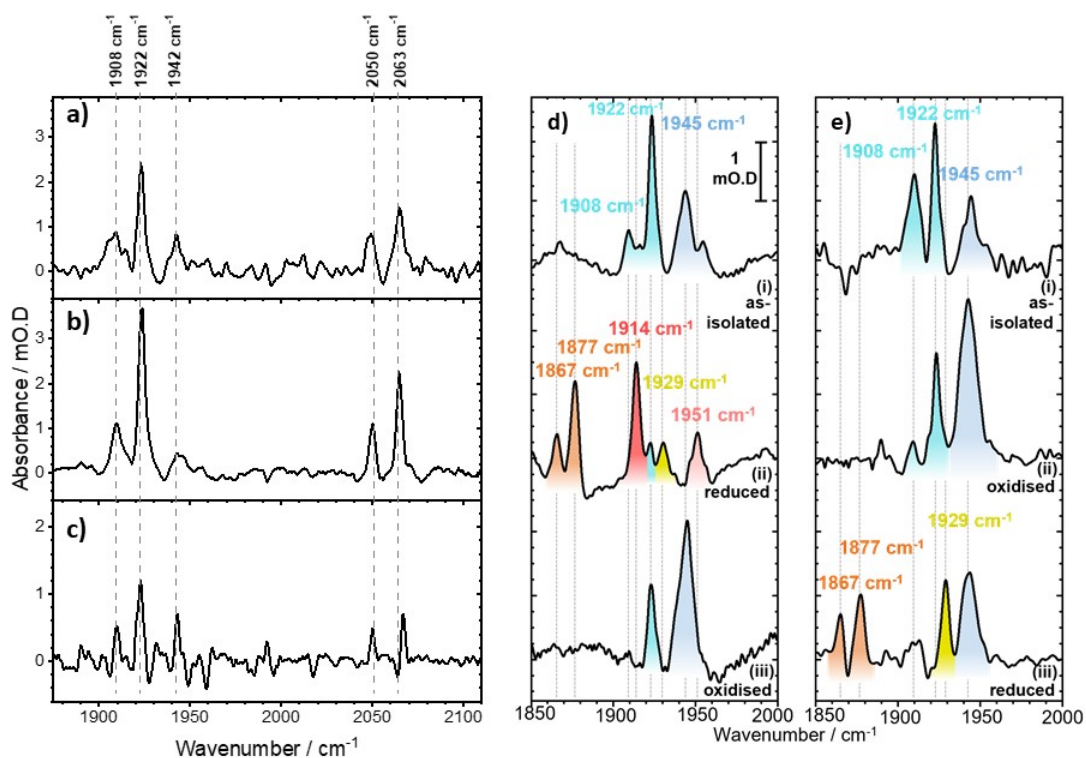 1908 cm-1
1922 cm-1
1942 cm-1
2050 cm-1
2063 cm-1
a)
3
2
1
0
b)
3
2
1
0
c)
2
1
0
Absorbance / mO.D
1900
1950
2000
2050
2100
Wavenumber / cm-1
d)
1922 cm-1
1945 cm-1
1
mO.D
1908 cm-1
(i)
as-
isolated
1914 cm-1
1877 cm-1
1867 cm-1
1929 cm-1
1951 cm-1
(ii)
reduced
(iii)
oxidised
1850
1900
1950
2000
Wavenumber / cm-1
e)
1922 cm-1
1908 cm-1
1945 cm-1
(i)
as-
isolated
(ii)
oxidised
1929 cm-1
1877 cm-1
1867 cm-1
(iii)
reduced
1850
1900
1950
2000